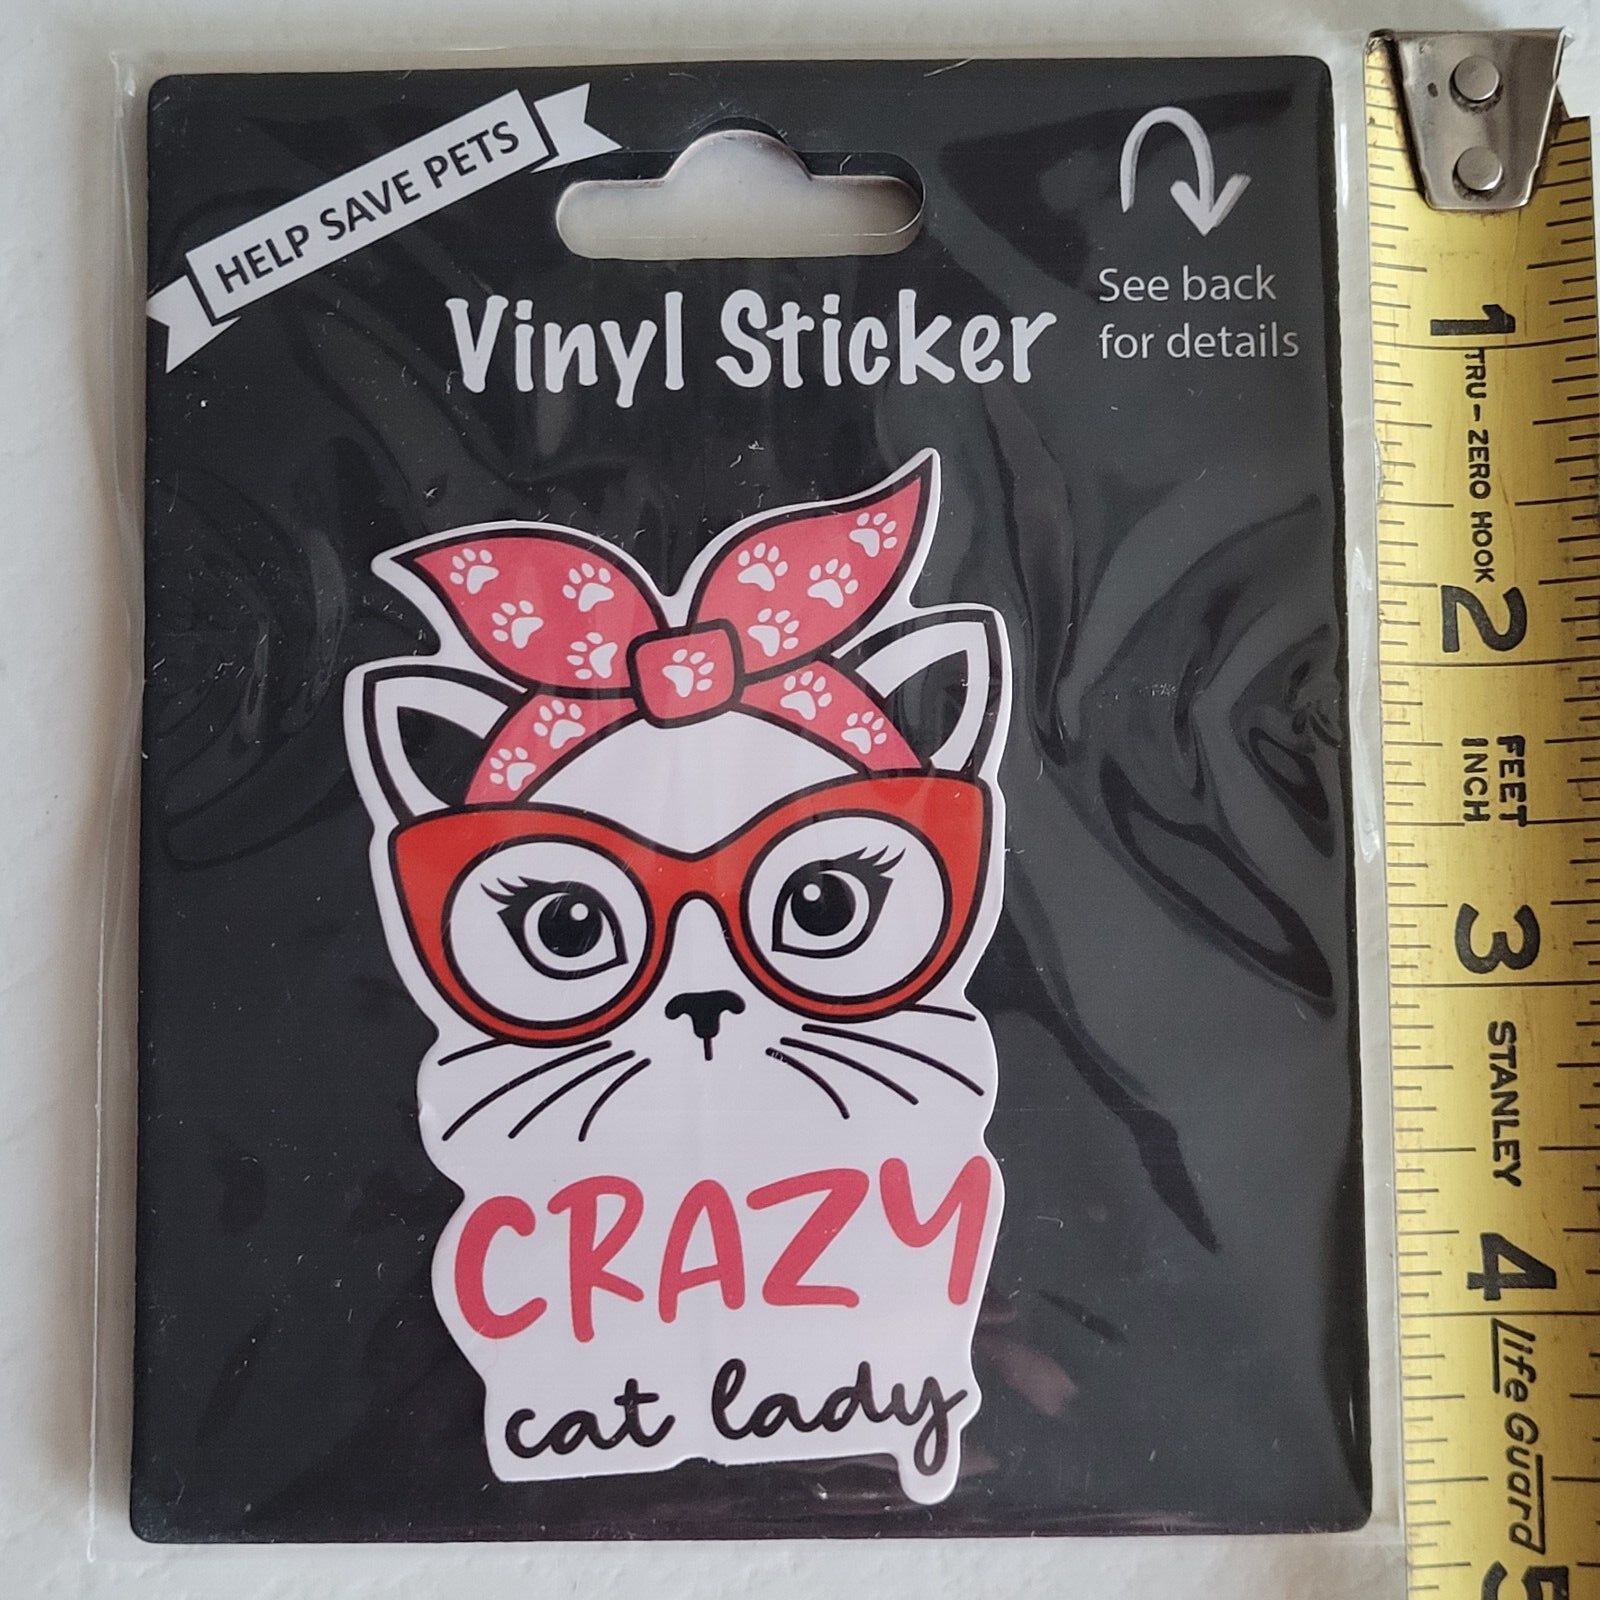 HELP SAVE PETS
See back
for details
Vinyl Sticker
CRAZY
cat lady
1
TRU-ZERO HOOK
2
FEET
INCH
3
STANLEY
4
Life Guard
5